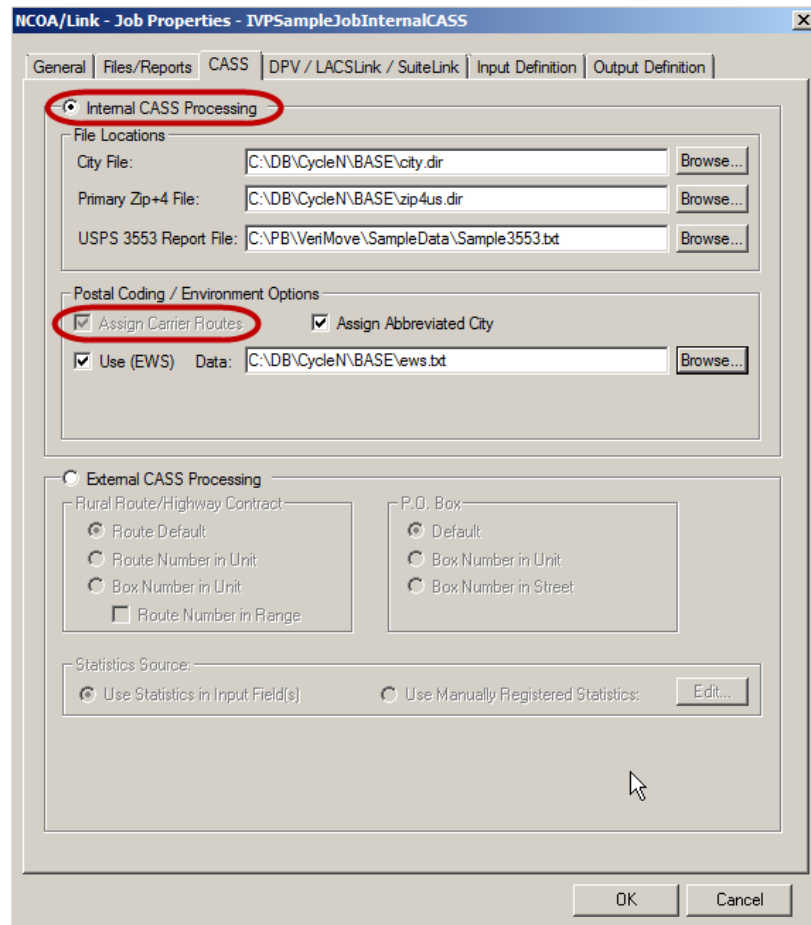 NCOA/Link - Job Properties - IVPSampleJobInternalCASS
General Files/Reports CASS DPV / LACSLink / SuiteLink Input Definition Output Definition
Internal CASS Processing
File Locations
City File: C:\DB\CycleN\BASE\city.dir Browse...
Primary Zip+4 File: C:\DB\CycleN\BASE\zip4us.dir Browse...
USPS 3553 Report File: C:\PB\VeriMove\SampleData\Sample3553.txt Browse...
Postal Coding / Environment Options
Assign Carrier Routes Assign Abbreviated City
Use (EWS) Data: C:\DB\CycleN\BASE\ews.txt Browse...
External CASS Processing
Rural Route/Highway Contract
Route Default
Route Number in Unit
Box Number in Unit
Route Number in Range
P.O. Box
Default
Box Number in Unit
Box Number in Street
Statistics Source:
Use Statistics in Input Field(s) Use Manually Registered Statistics: Edit...
OK Cancel